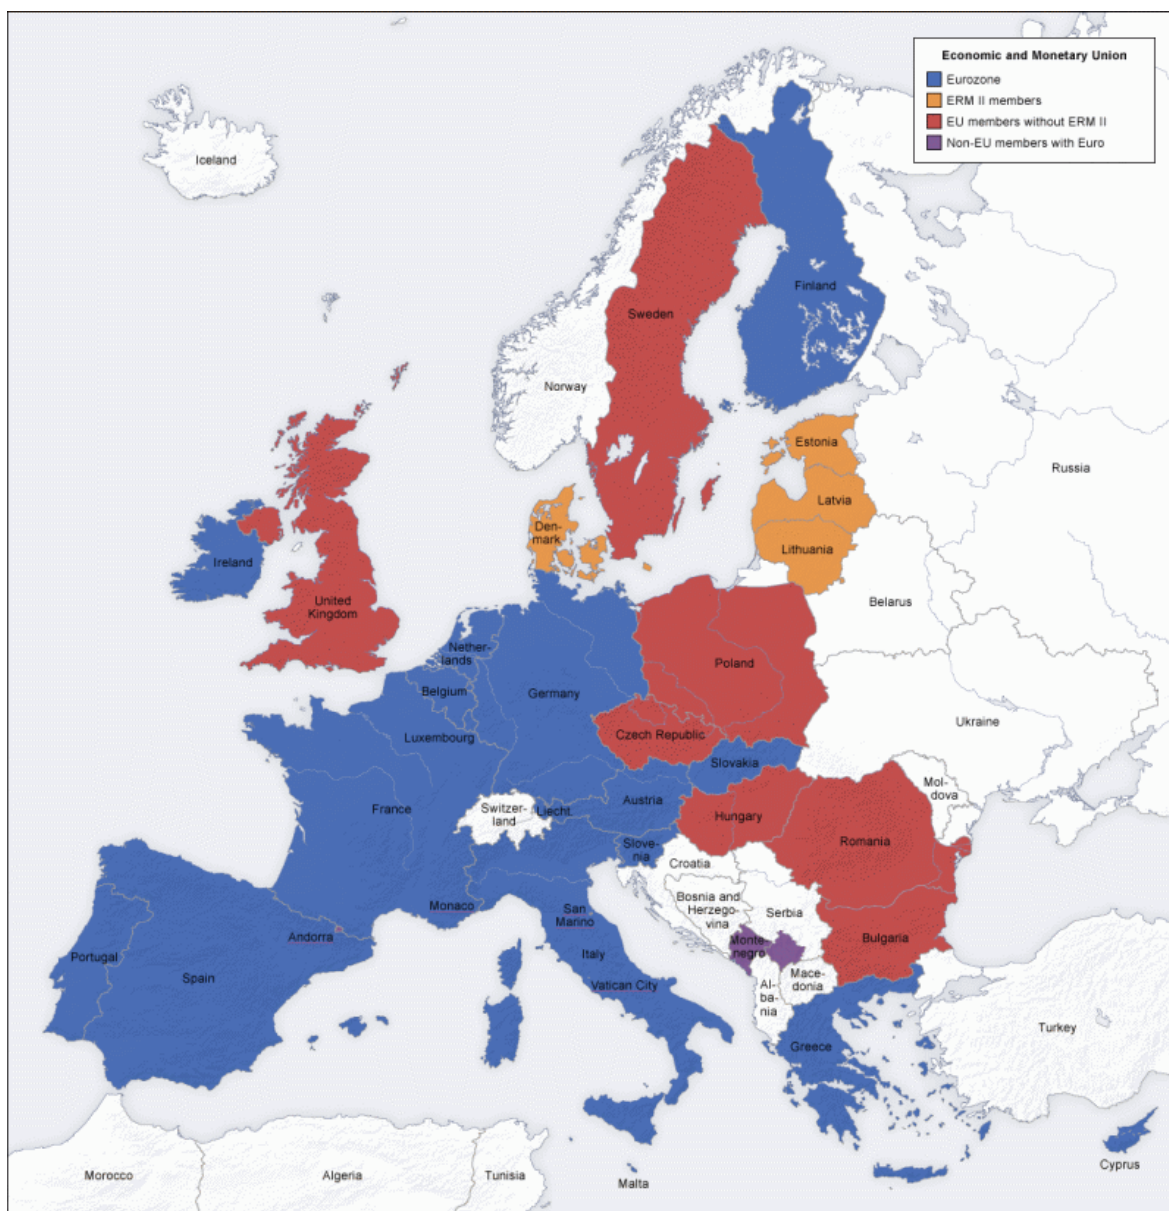 Economic and Monetary Union
Eurozone
ERM II members
EU members without ERM II
Non-EU members with Euro
Iceland
Finland
Sweden
Norway
Estonia
Russia
Latvia
Den-
mark
Lithuania
Ireland
Belarus
United
Kingdom
Nether-
lands
Poland
Belgium
Germany
Ukraine
Luxembourg
Czech Republic
Slovakia
Mol-
dova
France
Switzer-
land
Liecht.
Austria
Hungary
Romania
Slove-
nia
Croatia
Bosnia and
Herzego-
vina
Serbia
Monaco
San
Marino
Andorra
Bulgaria
Portugal
Spain
Italy
Monte-
negro
Mace-
donia
Vatican City
Al-
ba-
nia
Turkey
Greece
Morocco
Algeria
Tunisia
Malta
Cyprus